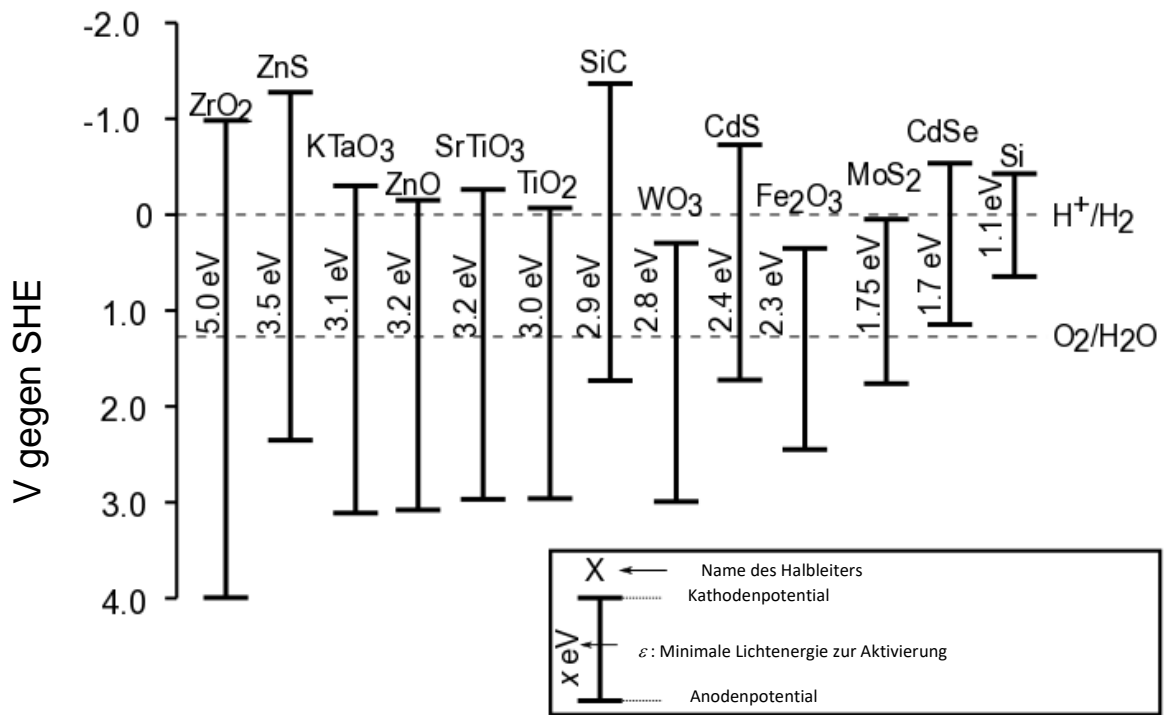 V gegen SHE
-2.0
-1.0
0
1.0
2.0
3.0
4.0
ZrO2
5.0 eV
ZnS
3.5 eV
KTaO3
3.1 eV
ZnO
3.2 eV
SrTiO3
3.2 eV
TiO2
3.0 eV
SiC
2.9 eV
WO3
2.8 eV
CdS
2.4 eV
Fe2O3
2.3 eV
MoS2
1.75 eV
CdSe
1.7 eV
Si
1.1 eV
H+/H2
O2/H2O
X Name des Halbleiters
Kathodenpotential
x eV ε : Minimale Lichtenergie zur Aktivierung
Anodenpotential